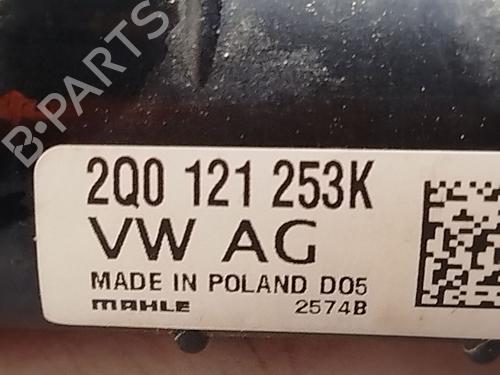 B-PARTS
2Q0 121 253K
VW AG
MADE IN POLAND D05
MAHLE 2574B